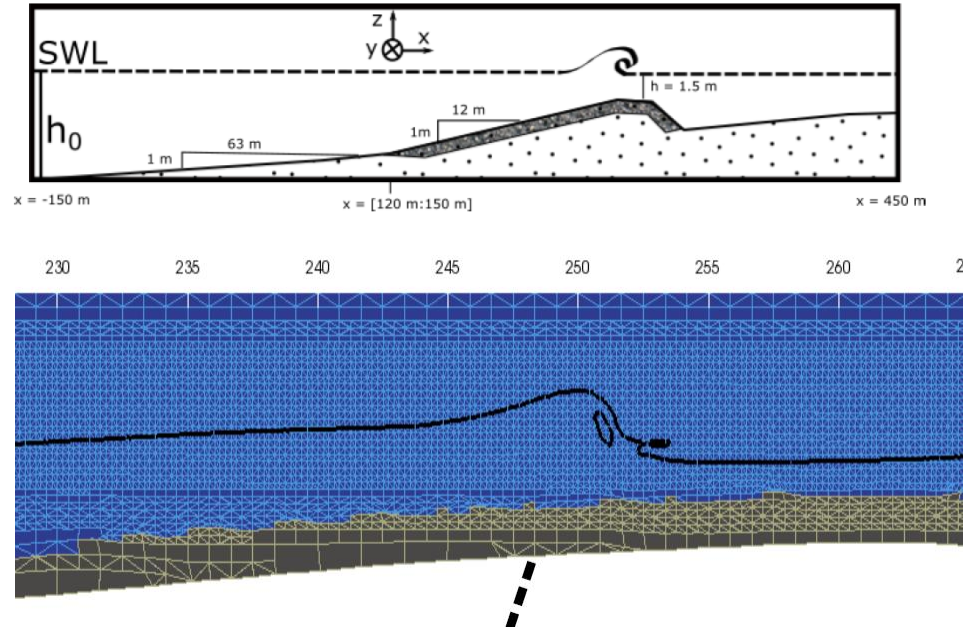 z
SWL
y
x
h = 1.5 m
12 m
h₀
1m
63 m
1 m
x = -150 m
x = [120 m:150 m]
x = 450 m
230 235 240 245 250 255 260 2